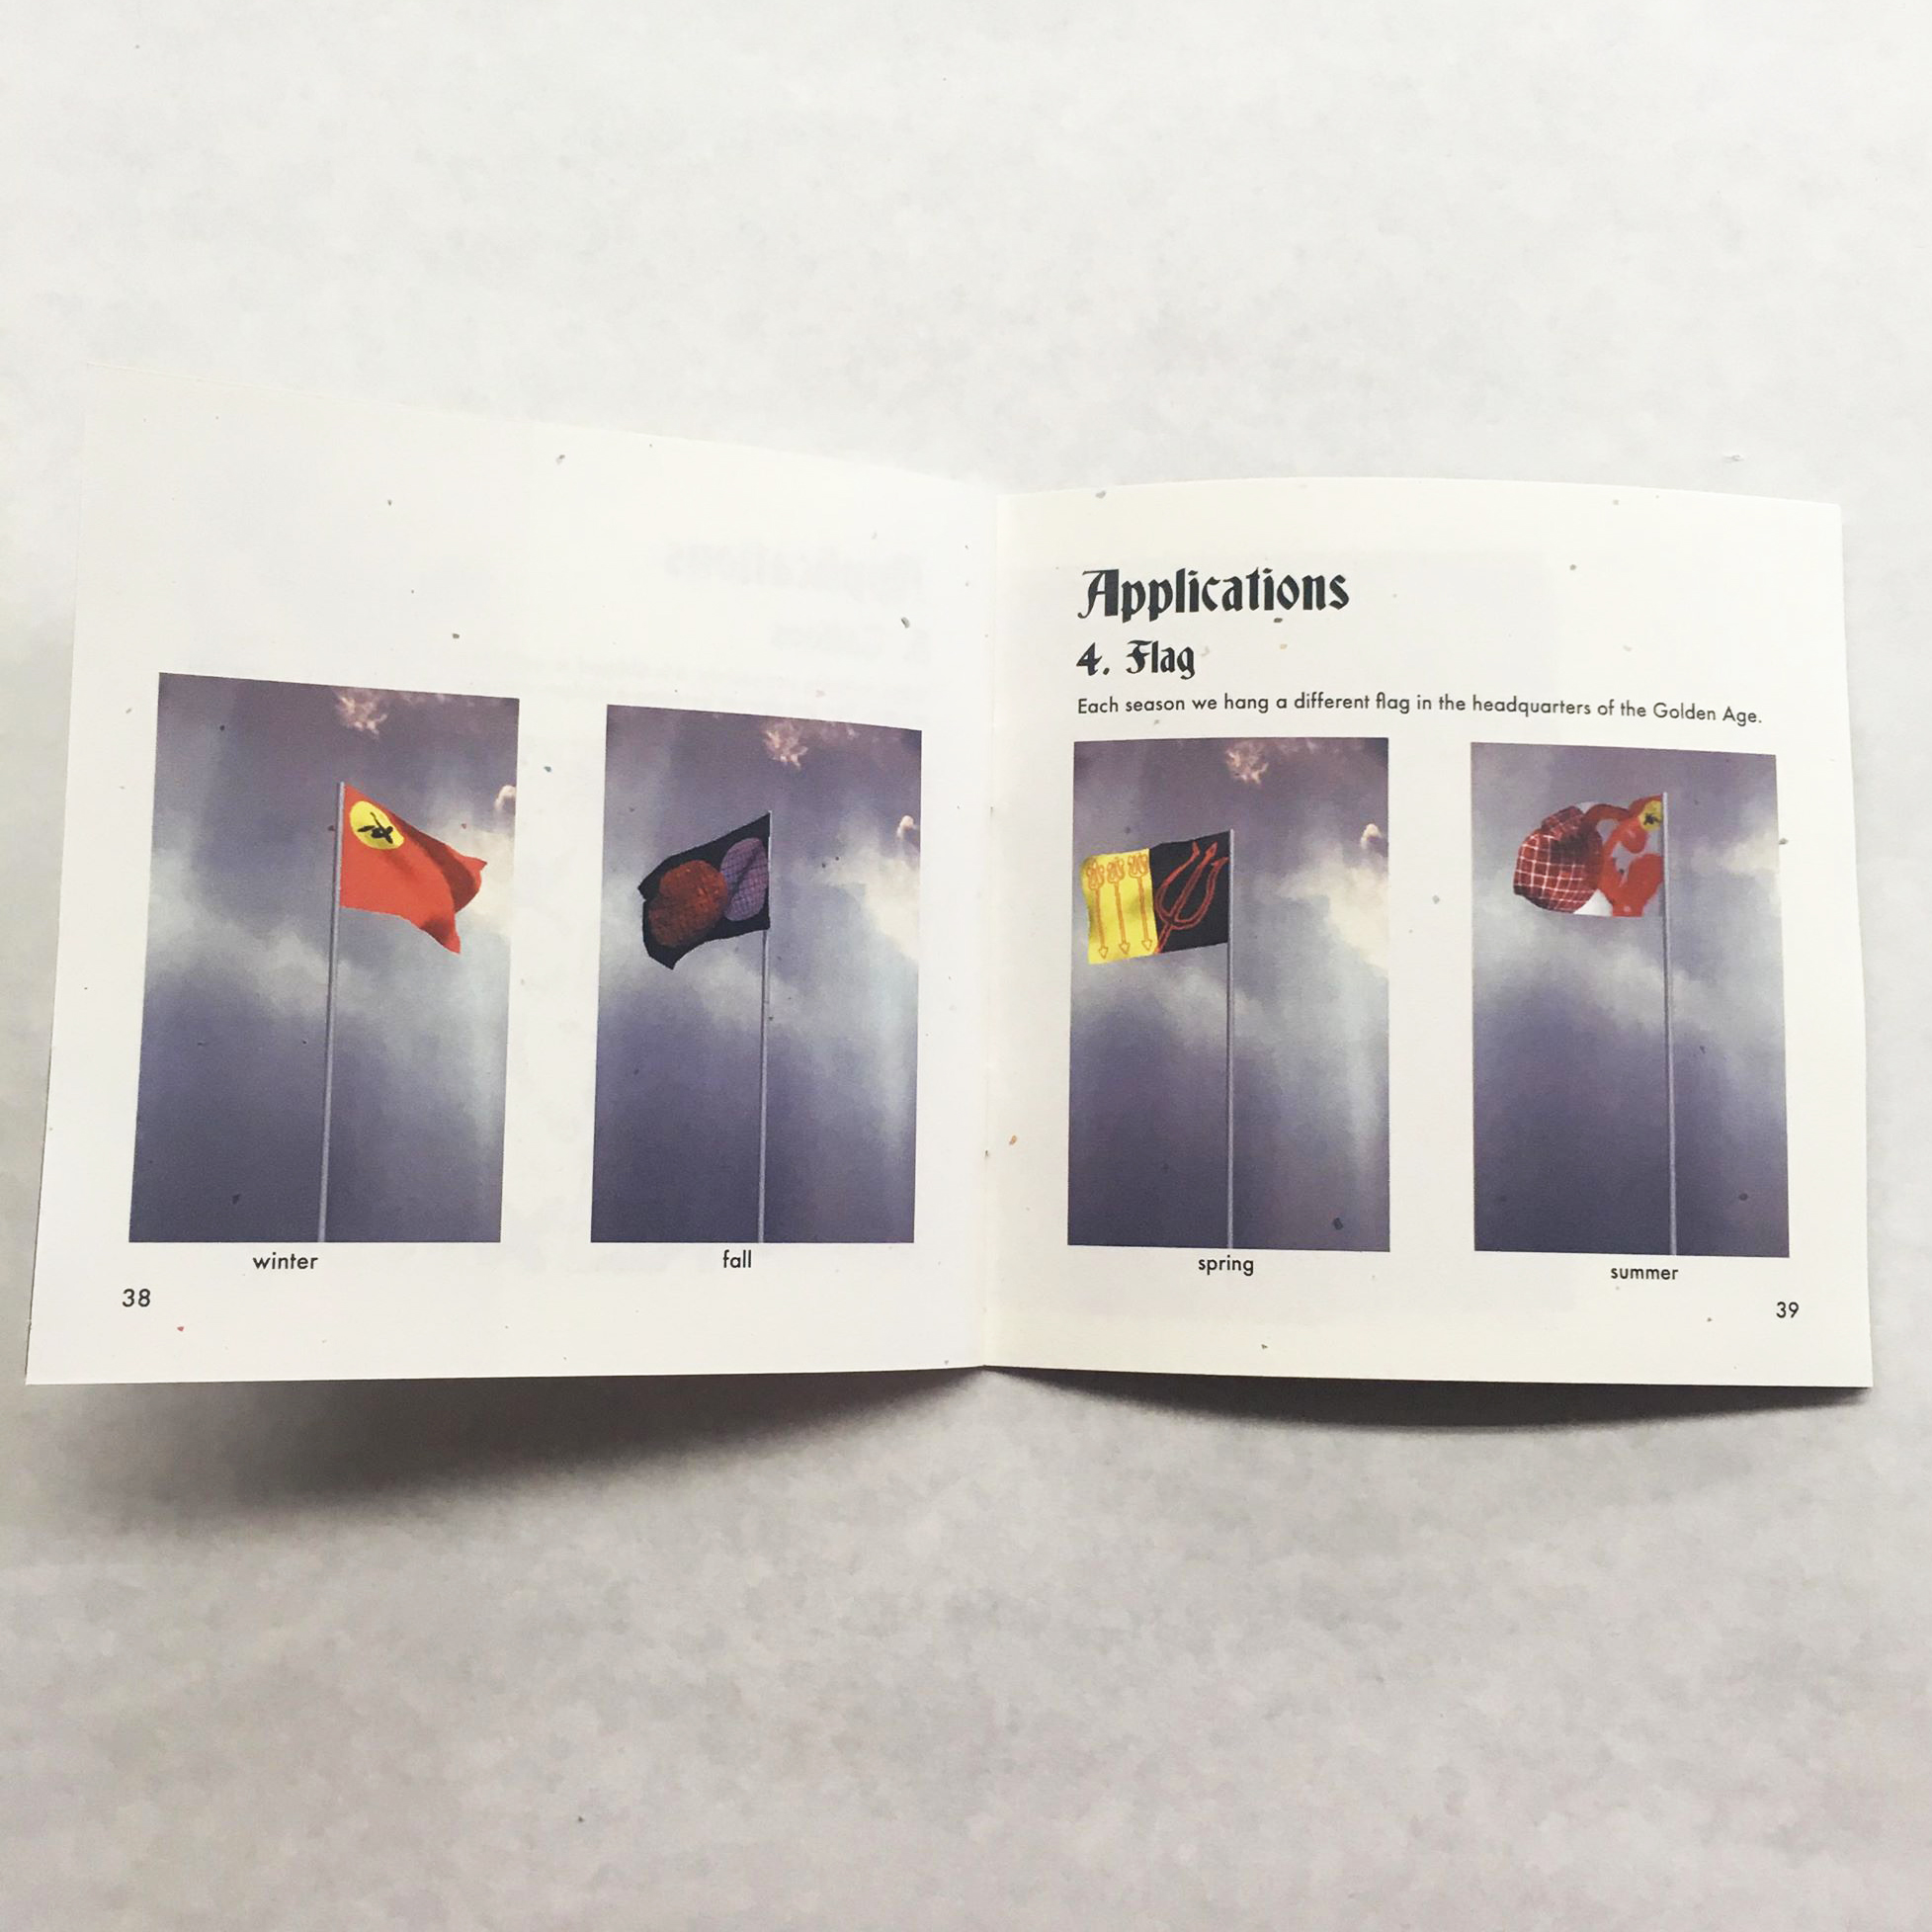 winter
fall
38
Applications
4. Flag
Each season we hang a different flag in the headquarters of the Golden Age.
spring
summer
39